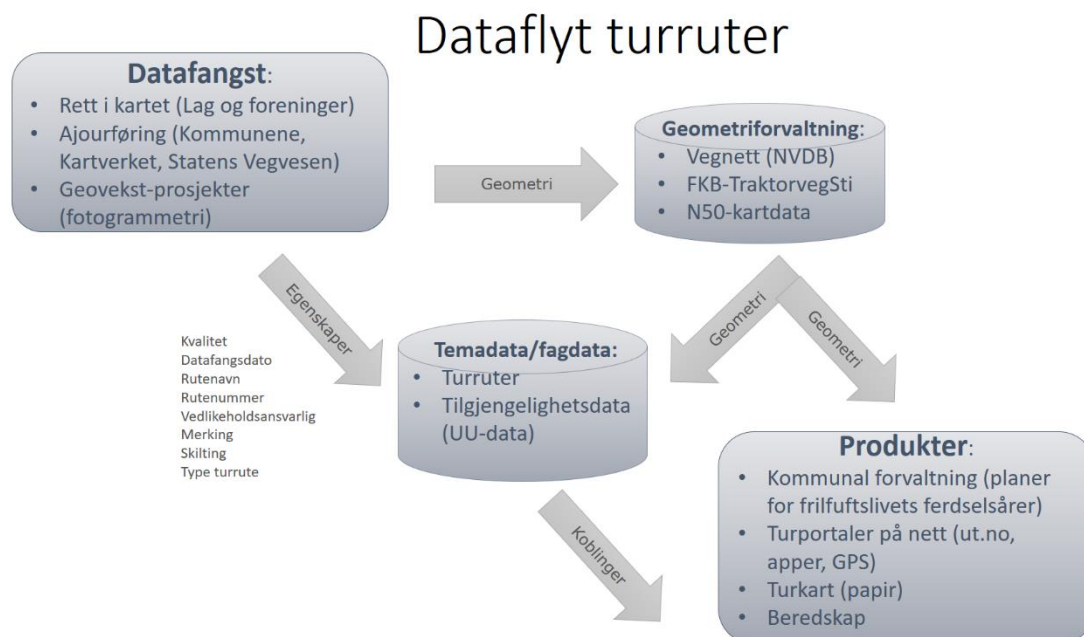 Dataflyt turruter
Datafangst:
• Rett i kartet (Lag og foreninger)
• Ajourføring (Kommunene,
Kartverket, Statens Vegvesen)
• Geovekst-prosjekter
(fotogrammetri)
Geometri
Geometriforvaltning:
• Vegnett (NVDB)
• FKB-TraktorvegSti
• N50-kartdata
Egenskaper
Kvalitet
Datafangsdato
Rutenavn
Rutenummer
Vedlikeholdsansvarlig
Merking
Skilting
Type turrute
Temadata/fagdata:
• Turruter
• Tilgjengelighetsdata
(UU-data)
Geometri
Geometri
Koblinger
Produkter:
• Kommunal forvaltning (planer
for frilfuftslivets ferdselsårer)
• Turportaler på nett (ut.no,
apper, GPS)
• Turkart (papir)
• Beredskap